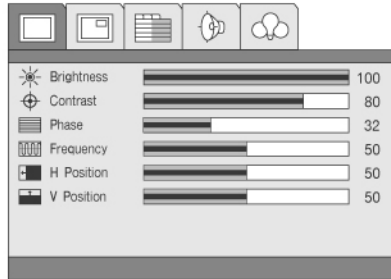 Brightness 100
Contrast 80
Phase 32
Frequency 50
H Position 50
V Position 50